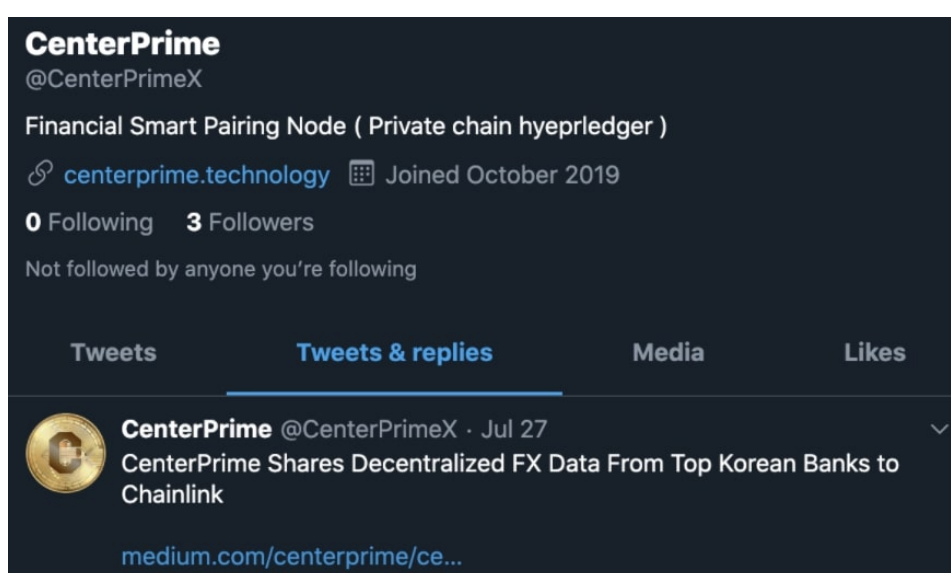 CenterPrime
@CenterPrimeX
Financial Smart Pairing Node ( Private chain hyeprledger )
centerprime.technology Joined October 2019
0 Following 3 Followers
Not followed by anyone you're following
Tweets Tweets & replies Media Likes
CenterPrime @CenterPrimeX · Jul 27
CenterPrime Shares Decentralized FX Data From Top Korean Banks to
Chainlink
medium.com/centerprime/ce...